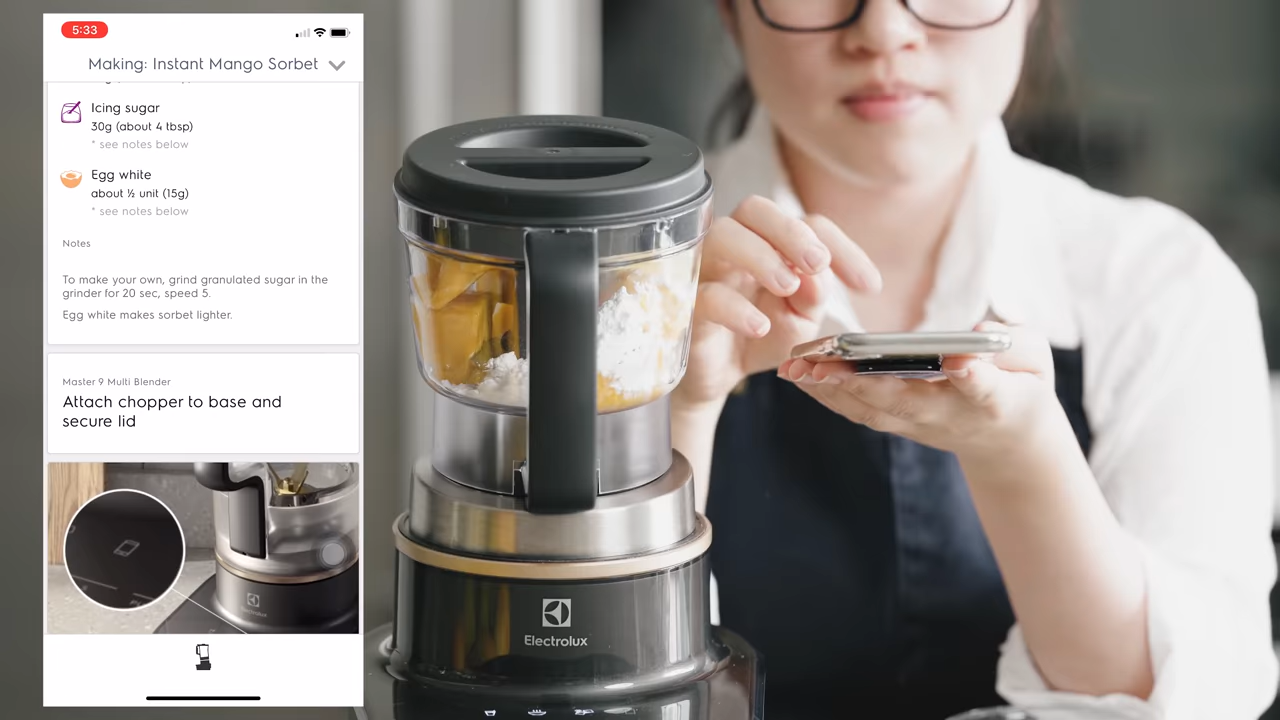 5:33
Making: Instant Mango Sorbet
Icing sugar
30g (about 4 tbsp)
* see notes below
Egg white
about ½ unit (15g)
* see notes below
Notes
To make your own, grind granulated sugar in the
grinder for 20 sec, speed 5.
Egg white makes sorbet lighter.
Master 9 Multi Blender
Attach chopper to base and
secure lid
Electrolux
Electrolux